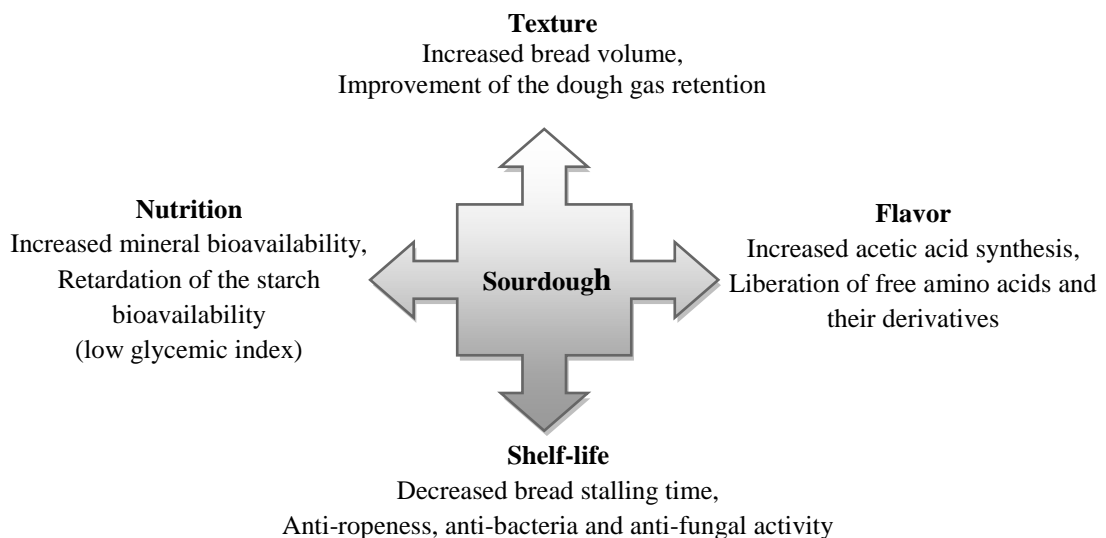 Texture
Increased bread volume,
Improvement of the dough gas retention
Nutrition
Increased mineral bioavailability,
Retardation of the starch
bioavailability
(low glycemic index)
Sourdough
Flavor
Increased acetic acid synthesis,
Liberation of free amino acids and
their derivatives
Shelf-life
Decreased bread stalling time,
Anti-ropeness, anti-bacteria and anti-fungal activity